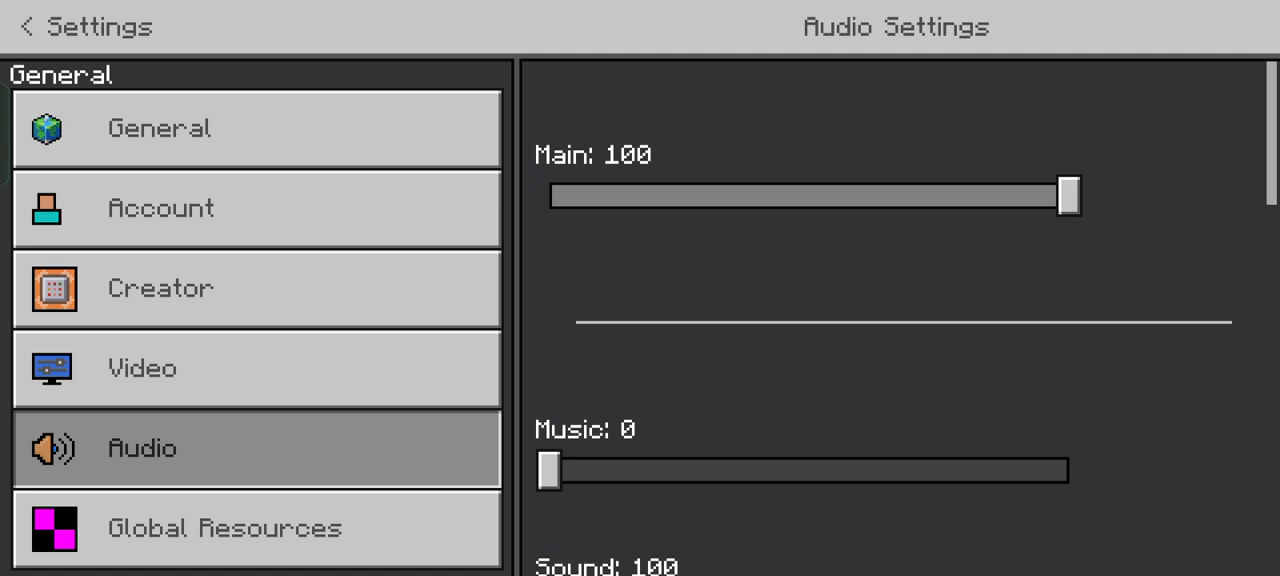 Settings
Audio Settings
General
General
Account
Creator
Video
Audio
Global Resources
Main: 100
Music: 0
Sound: 100